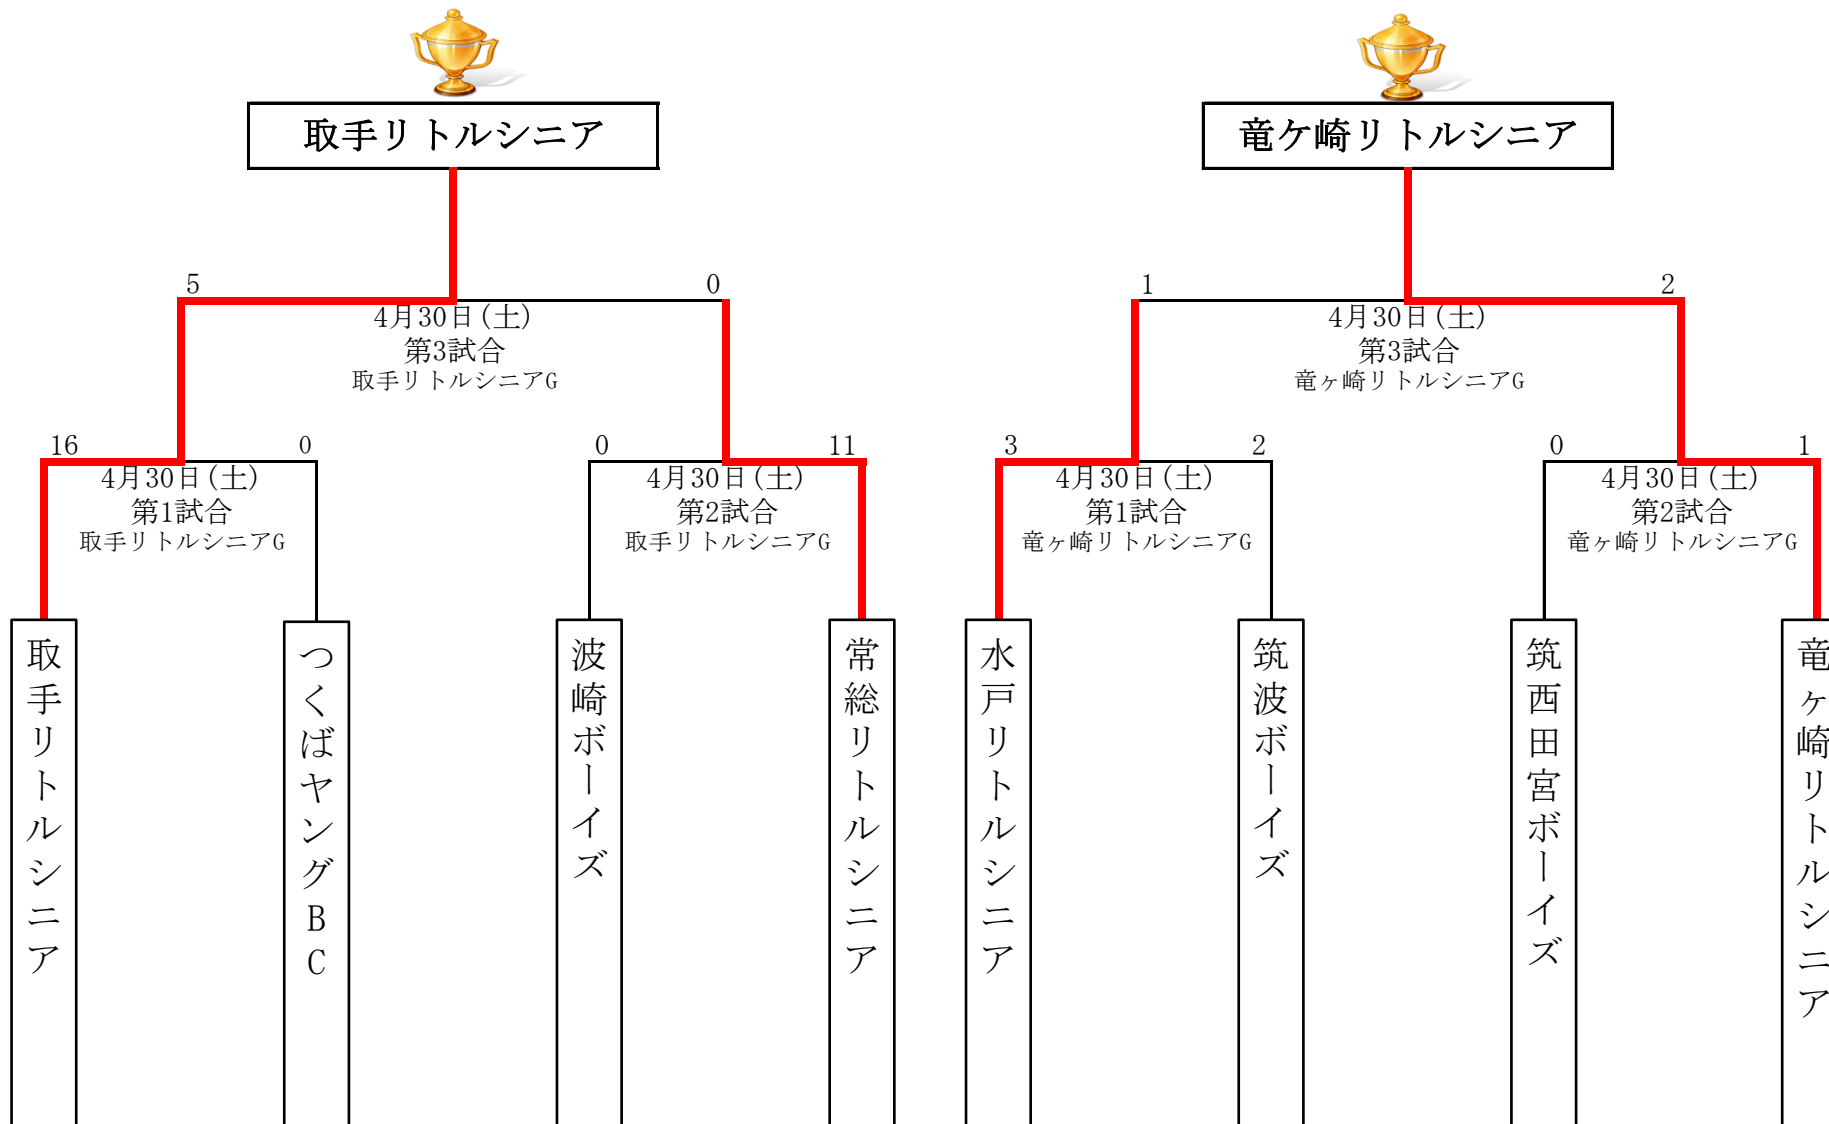 取手リトルシニア
竜ケ崎リトルシニア
5
0
4月30日(土)
第3試合
取手リトルシニアG
1
2
4月30日(土)
第3試合
竜ヶ崎リトルシニアG
16
0
4月30日(土)
第1試合
取手リトルシニアG
0
11
4月30日(土)
第2試合
取手リトルシニアG
3
2
4月30日(土)
第1試合
竜ヶ崎リトルシニアG
0
1
4月30日(土)
第2試合
竜ヶ崎リトルシニアG
取手リトルシニア
つくばヤングBC
波崎ボーイズ
常総リトルシニア
水戸リトルシニア
筑波ボーイズ
筑西田宮ボーイズ
竜ヶ崎リトルシニア